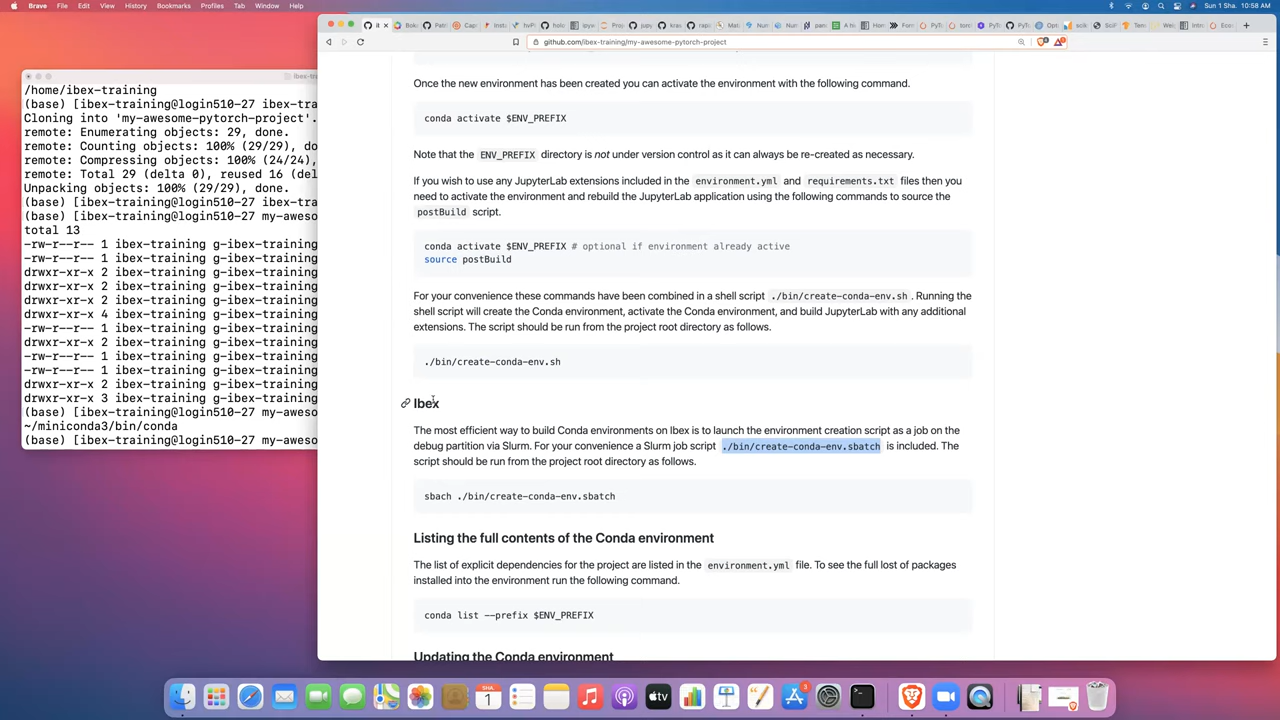 Brave File Edit View History Bookmarks Profiles Tab Window Help
Sun 1 Sha. 10:58 AM
github.com/ibex-training/my-awesome-pytorch-project
/home/ibex-training
(base) [ibex-training@login510-27 ibex-tra
Cloning into 'my-awesome-pytorch-project'.
remote: Enumerating objects: 29, done.
remote: Counting objects: 100% (29/29), do
remote: Compressing objects: 100% (24/24),
remote: Total 29 (delta 0), reused 16 (del
Unpacking objects: 100% (29/29), done.
(base) [ibex-training@login510-27 ibex-tra
(base) [ibex-training@login510-27 my-aweso
total 13
-rw-r--r-- 1 ibex-training g-ibex-training
-rw-r--r-- 1 ibex-training g-ibex-training
drwxr-xr-x 2 ibex-training g-ibex-training
drwxr-xr-x 2 ibex-training g-ibex-training
drwxr-xr-x 2 ibex-training g-ibex-training
drwxr-xr-x 4 ibex-training g-ibex-training
-rw-r--r-- 1 ibex-training g-ibex-training
drwxr-xr-x 2 ibex-training g-ibex-training
-rw-r--r-- 1 ibex-training g-ibex-training
-rw-r--r-- 1 ibex-training g-ibex-training
drwxr-xr-x 2 ibex-training g-ibex-training
drwxr-xr-x 3 ibex-training g-ibex-training
(base) [ibex-training@login510-27 my-aweso
~/miniconda3/bin/conda
(base) [ibex-training@login510-27 my-aweso
Once the new environment has been created you can activate the environment with the following command.
conda activate $ENV_PREFIX
Note that the ENV_PREFIX directory is not under version control as it can always be re-created as necessary.
If you wish to use any JupyterLab extensions included in the environment.yml and requirements.txt files then you
need to activate the environment and rebuild the JupyterLab application using the following commands to source the
postBuild script.
conda activate $ENV_PREFIX # optional if environment already active
source postBuild
For your convenience these commands have been combined in a shell script ./bin/create-conda-env.sh . Running the
shell script will create the Conda environment, activate the Conda environment, and build JupyterLab with any additional
extensions. The script should be run from the project root directory as follows.
./bin/create-conda-env.sh
Ibex
The most efficient way to build Conda environments on Ibex is to launch the environment creation script as a job on the
debug partition via Slurm. For your convenience a Slurm job script ./bin/create-conda-env.sbatch is included. The
script should be run from the project root directory as follows.
sbach ./bin/create-conda-env.sbatch
Listing the full contents of the Conda environment
The list of explicit dependencies for the project are listed in the environment.yml file. To see the full lost of packages
installed into the environment run the following command.
conda list --prefix $ENV_PREFIX
Updating the Conda environment